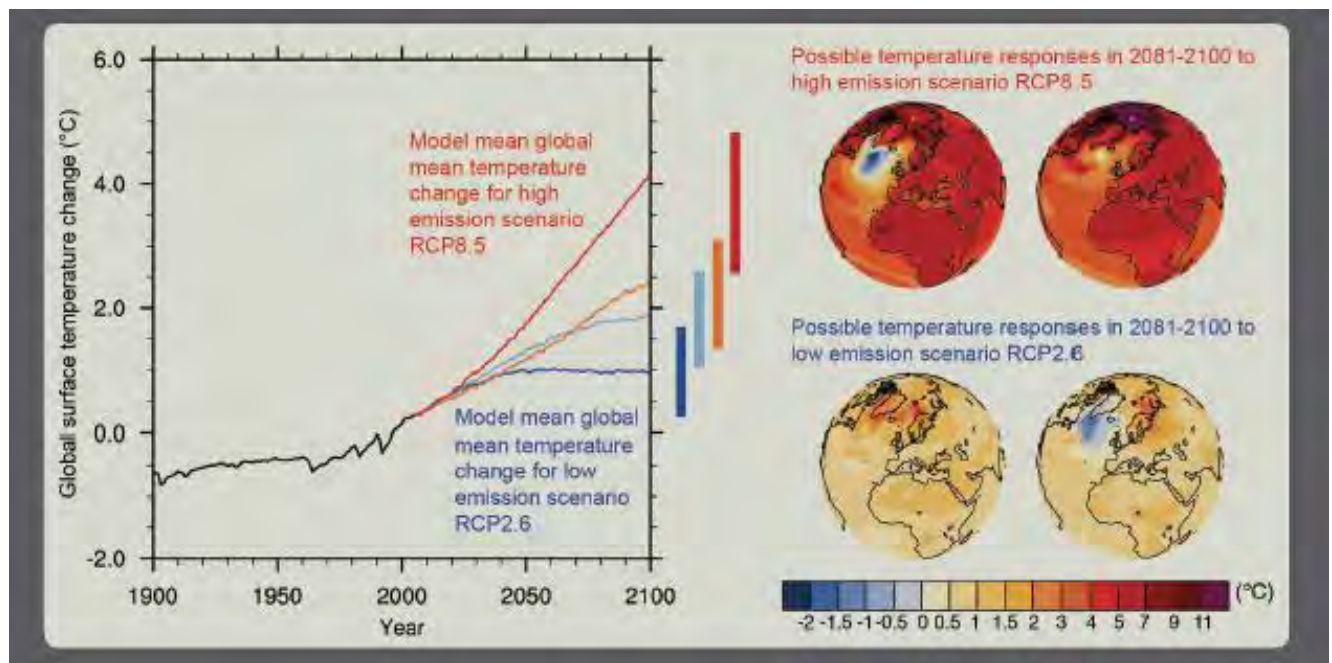 6.0
4.0
2.0
0.0
-2.0
Global surface temperature change (°C)
1900 1950 2000 2050 2100
Year
Model mean global
mean temperature
change for high
emission scenario
RCP8.5
Model mean global
mean temperature
change for low
emission scenario
RCP2.6
Possible temperature responses in 2081-2100 to
high emission scenario RCP8.5
Possible temperature responses in 2081-2100 to
low emission scenario RCP2.6
-2 -1.5 -1 -0.5 0 0.5 1 1.5 2 3 4 5 7 9 11 (°C)